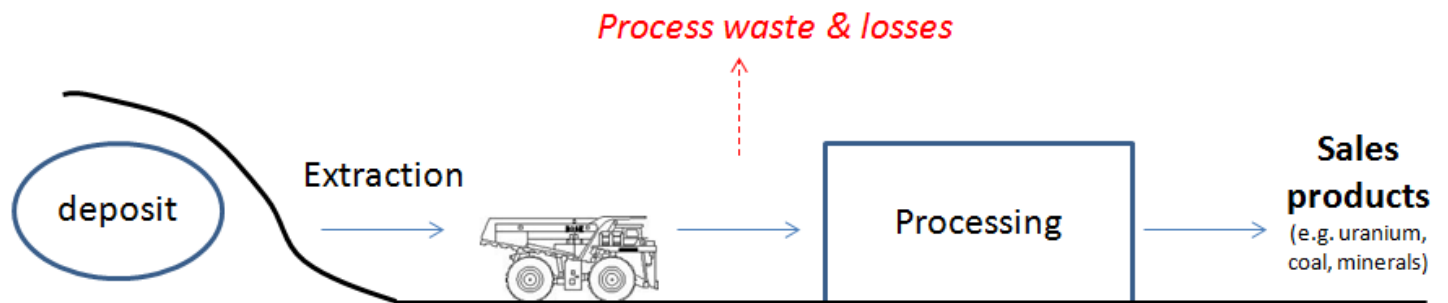 Process waste & losses
Extraction
deposit
Processing
Sales
products
(e.g. uranium,
coal, minerals)